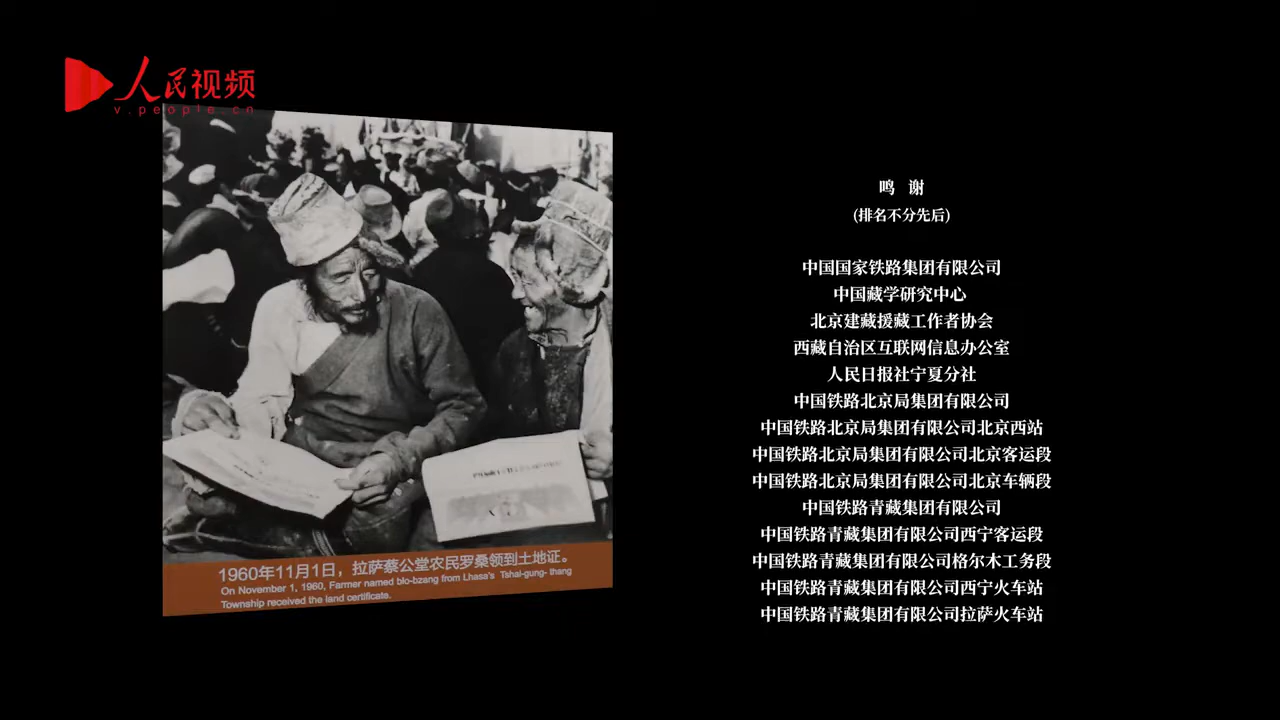 人民视频
v.people.cn
1960年11月1日，拉萨蔡公堂农民罗桑领到土地证。
On November 1, 1960, Farmer named blo-bzang from Lhasa's Tshal-gung- thang
Township received the land certificate.
鸣 谢
(排名不分先后)
中国国家铁路集团有限公司
中国藏学研究中心
北京建藏援藏工作者协会
西藏自治区互联网信息办公室
人民日报社宁夏分社
中国铁路北京局集团有限公司
中国铁路北京局集团有限公司北京西站
中国铁路北京局集团有限公司北京客运段
中国铁路北京局集团有限公司北京车辆段
中国铁路青藏集团有限公司
中国铁路青藏集团有限公司西宁客运段
中国铁路青藏集团有限公司格尔木工务段
中国铁路青藏集团有限公司西宁火车站
中国铁路青藏集团有限公司拉萨火车站